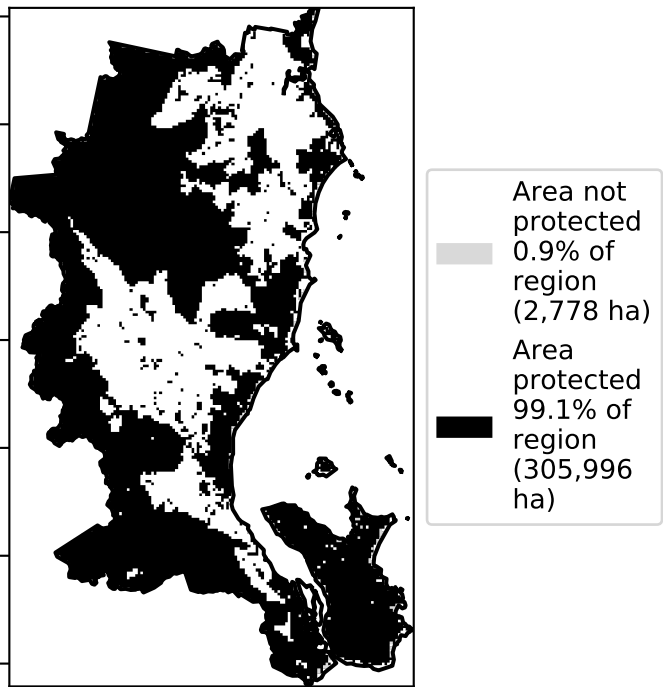 Area not
protected
0.9% of
region
(2,778 ha)
Area
protected
99.1% of
region
(305,996
ha)